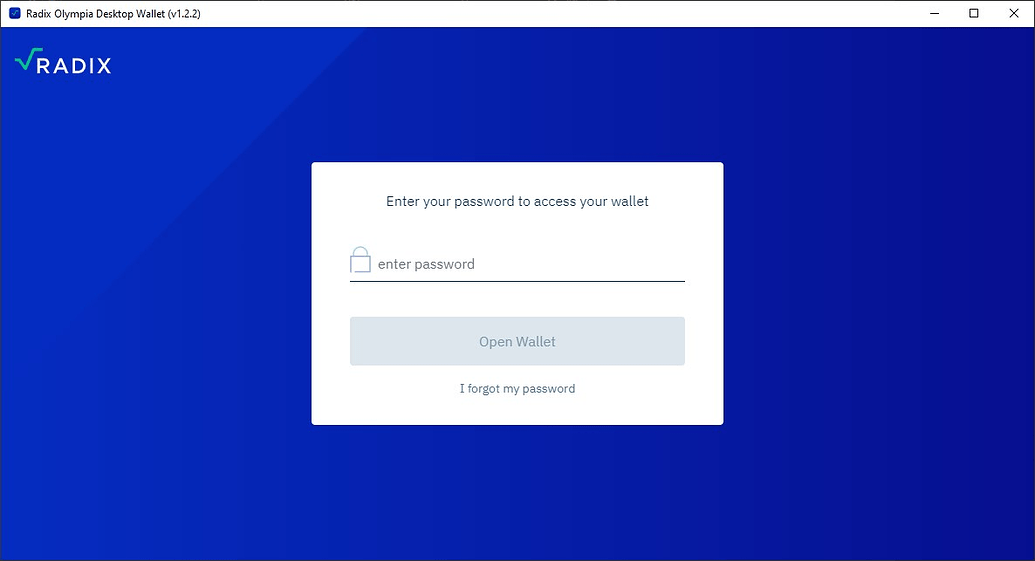 Radix Olympia Desktop Wallet (v1.2.2)
RADIX
Enter your password to access your wallet
enter password
Open Wallet
I forgot my password